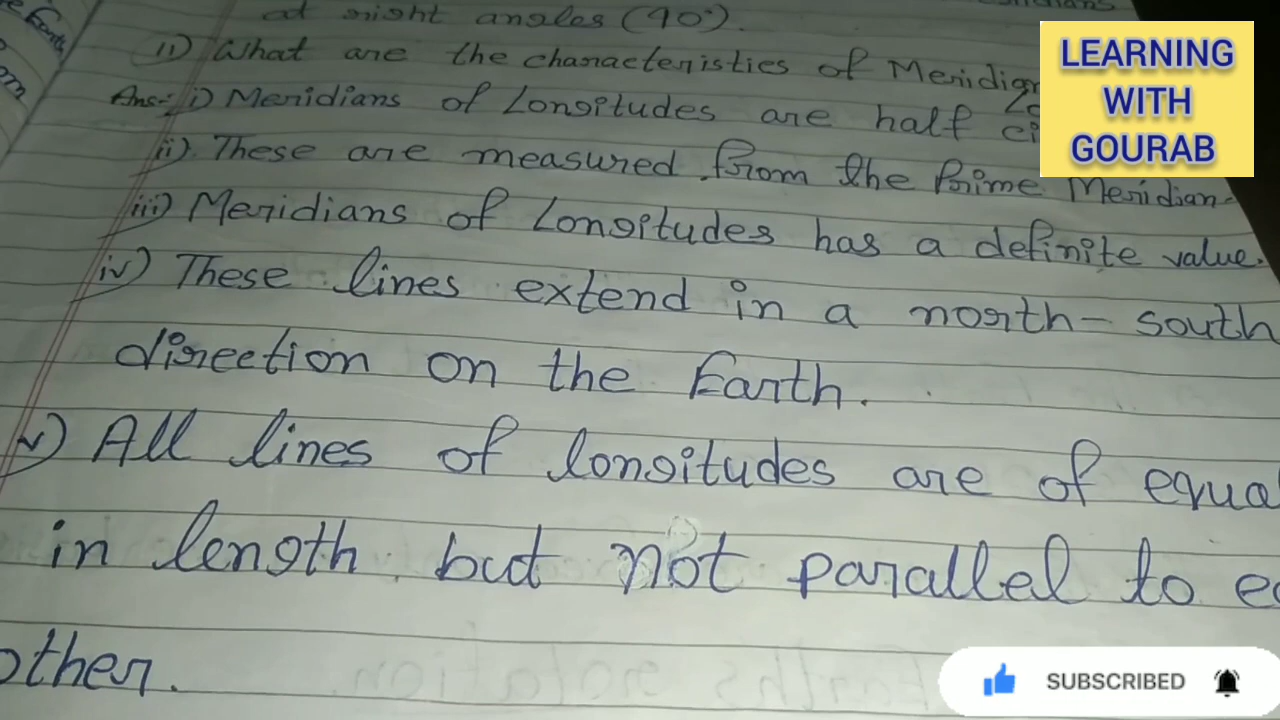 at right angles (90°).
11) What are the characteristics of Meridian
Ans:- i) Meridians of Longitudes are half ci
ii) These are measured from the Prime Meridian-
iii) Meridians of Longitudes has a definite value.
iv) These lines extend in a north- south
direction on the Earth.
v) All lines of longitudes are of equal
in length but not parallel to ea
other.
LEARNING
WITH
GOURAB
SUBSCRIBED